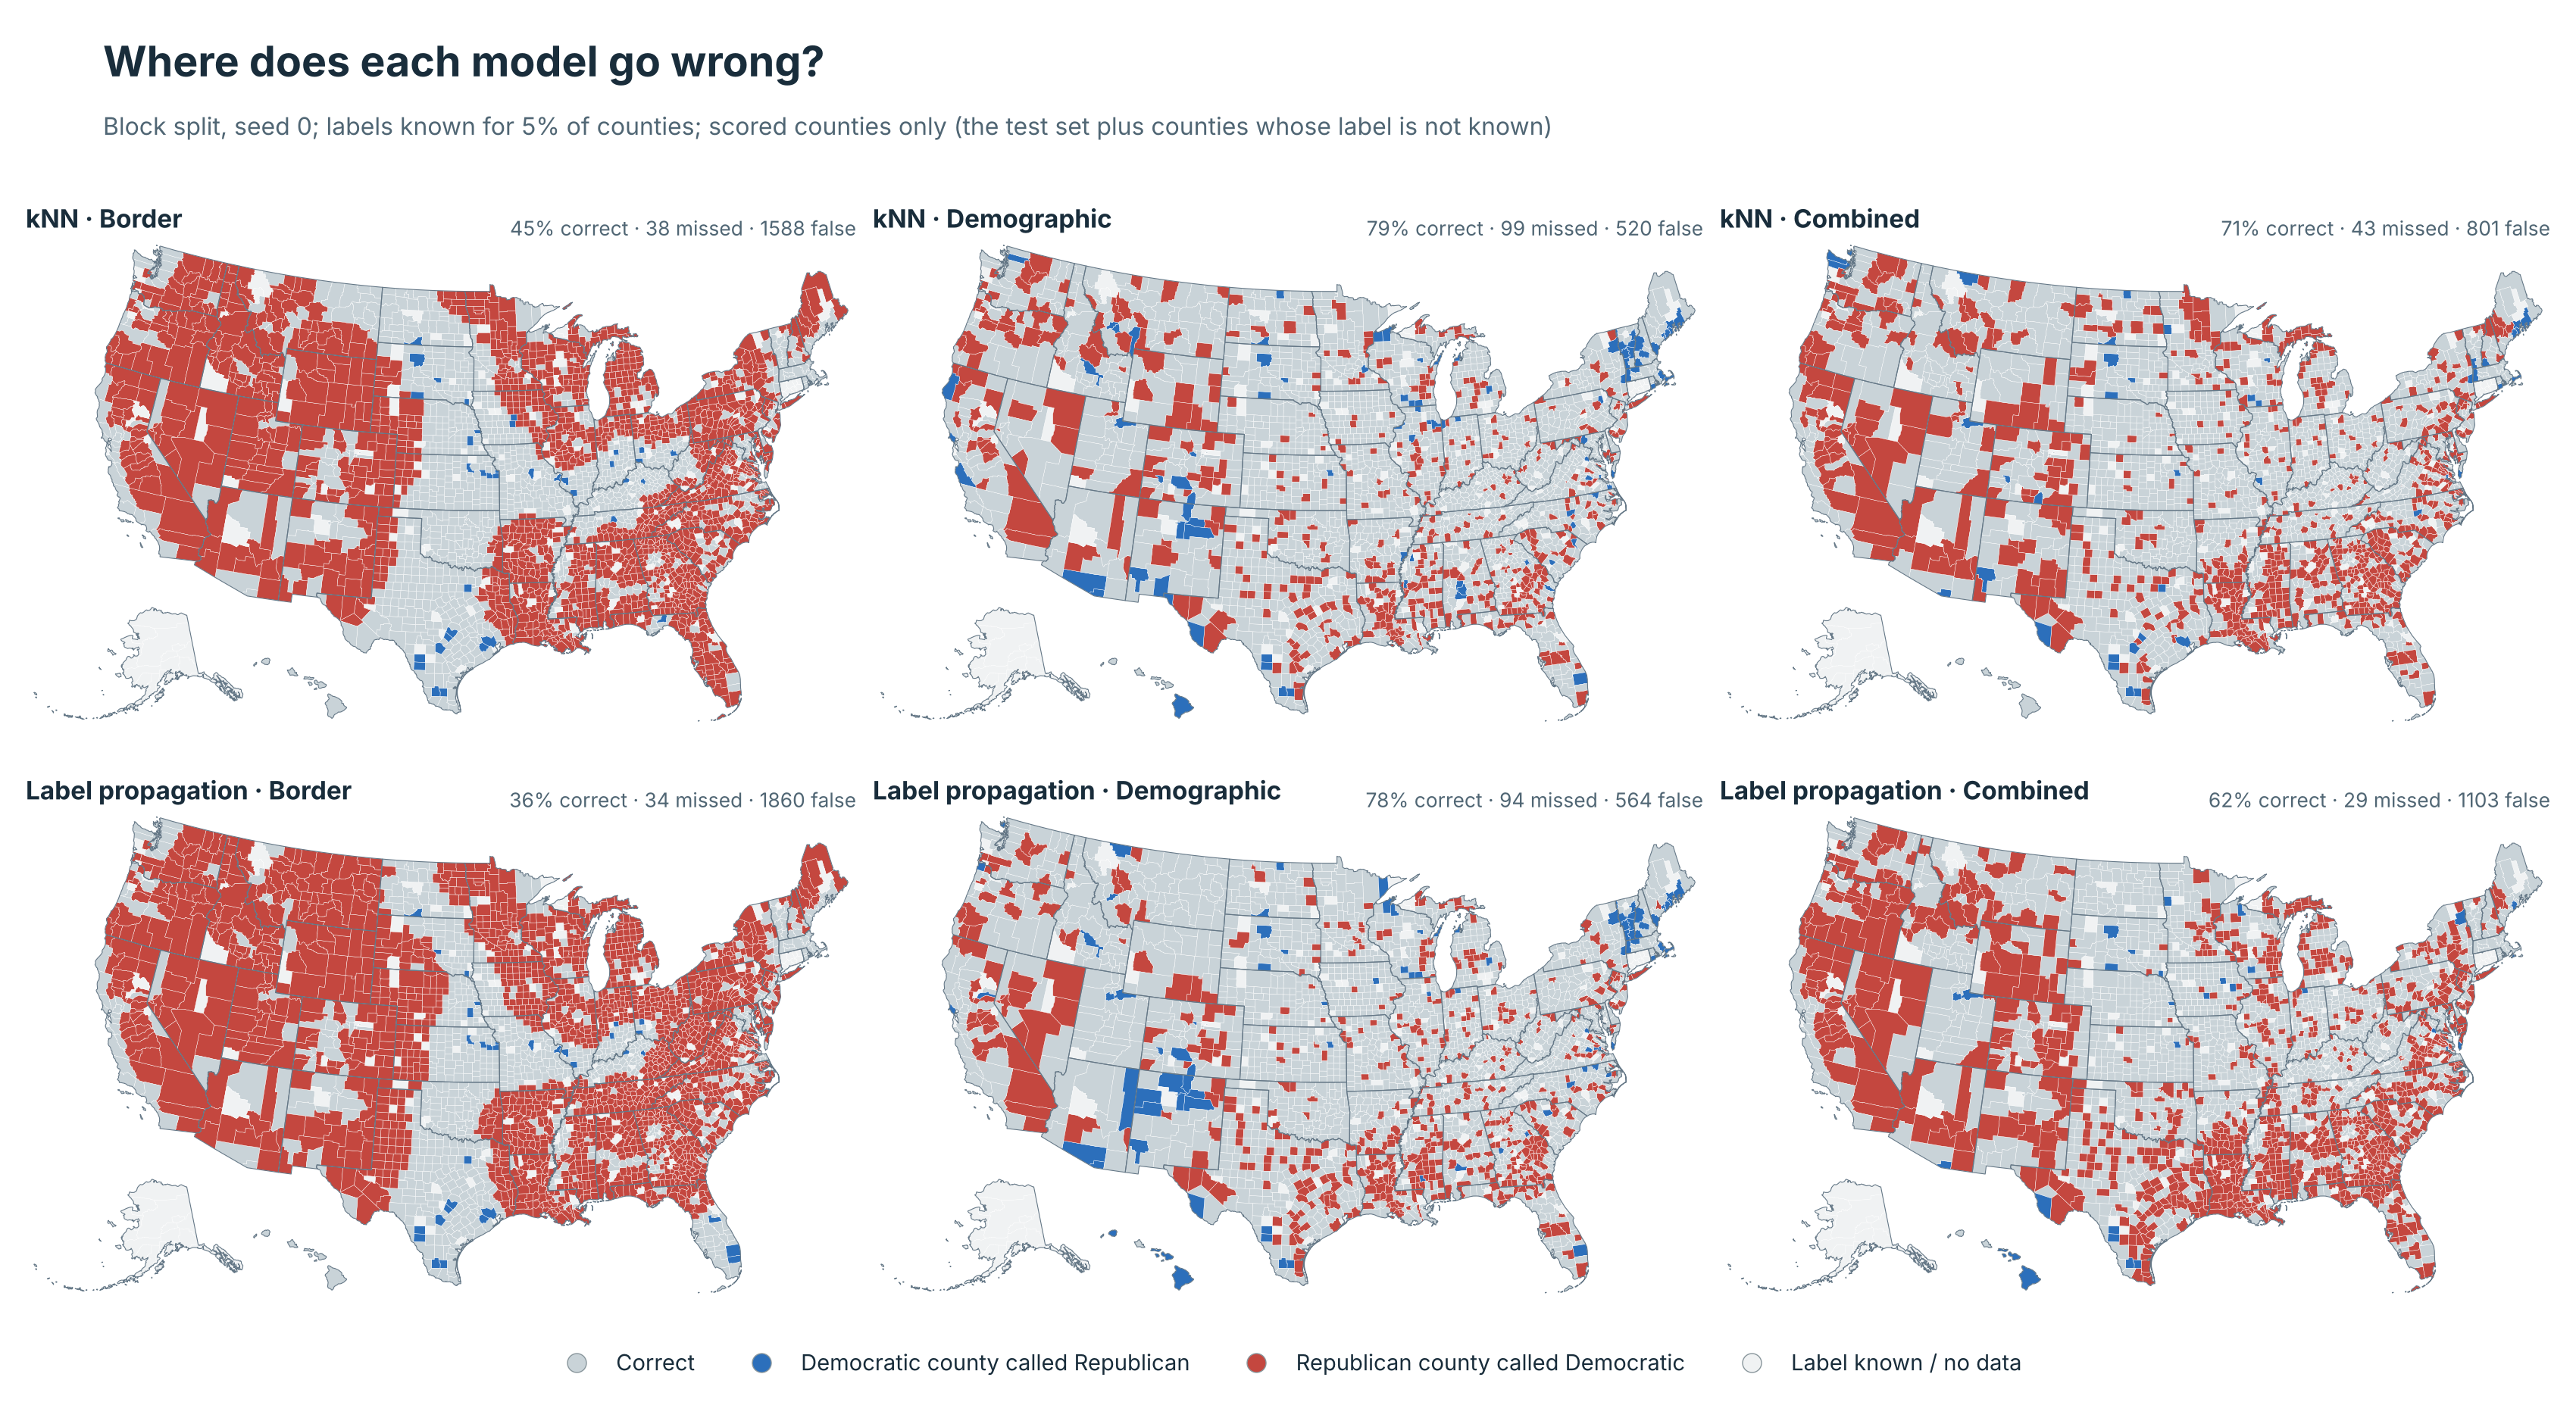 Where does each model go wrong?
Block split, seed 0; labels known for 5% of counties; scored counties only (the test set plus counties whose label is not known)
kNN · Border
45% correct · 38 missed · 1588 false
kNN · Demographic
79% correct · 99 missed · 520 false
kNN · Combined
71% correct · 43 missed · 801 false
Label propagation · Border
36% correct · 34 missed · 1860 false
Label propagation · Demographic
78% correct · 94 missed · 564 false
Label propagation · Combined
62% correct · 29 missed · 1103 false
Correct
Democratic county called Republican
Republican county called Democratic
Label known / no data